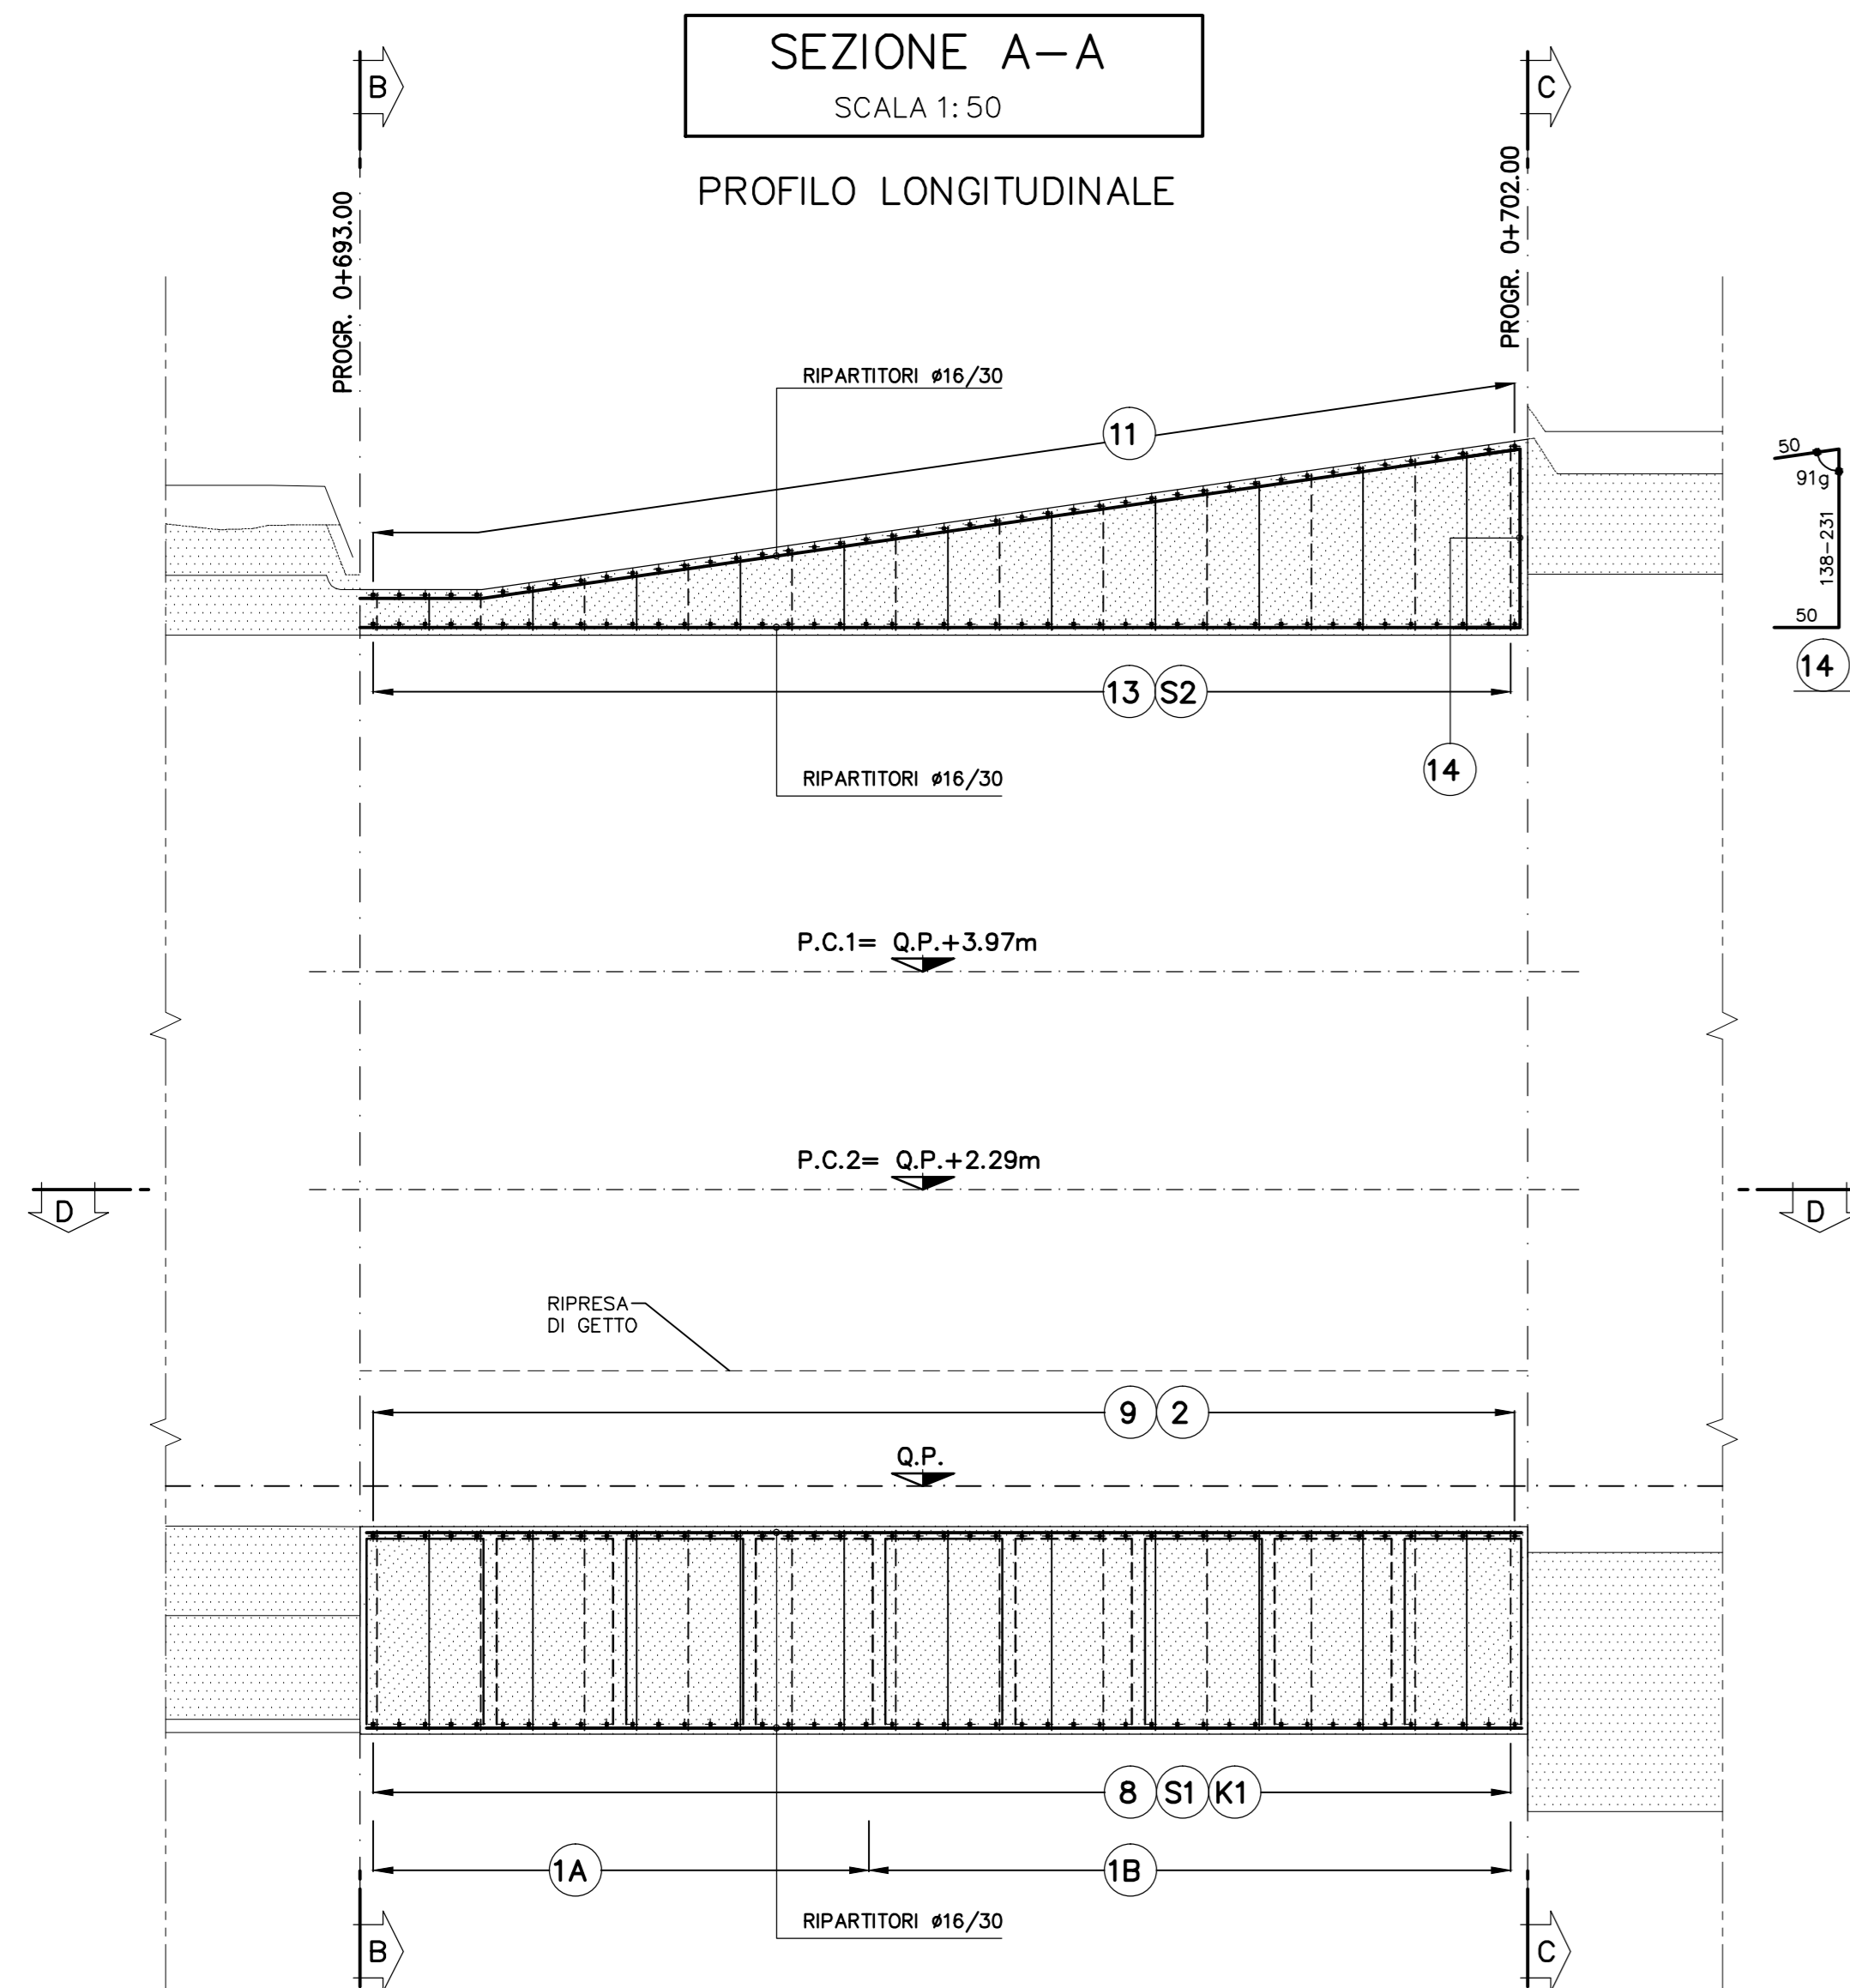 SEZIONE A-A
SCALA 1:50
PROFILO LONGITUDINALE
B
C
PROGR. 0+693.00
PROGR. 0+702.00
RIPARTITORI ø16/30
11
50
91g
138-231
50
14
13 S2
14
RIPARTITORI ø16/30
P.C.1= Q.P.+3.97m
P.C.2= Q.P.+2.29m
D
D
RIPRESA
DI GETTO
9 2
Q.P.
8 S1 K1
1A
1B
RIPARTITORI ø16/30
B
C